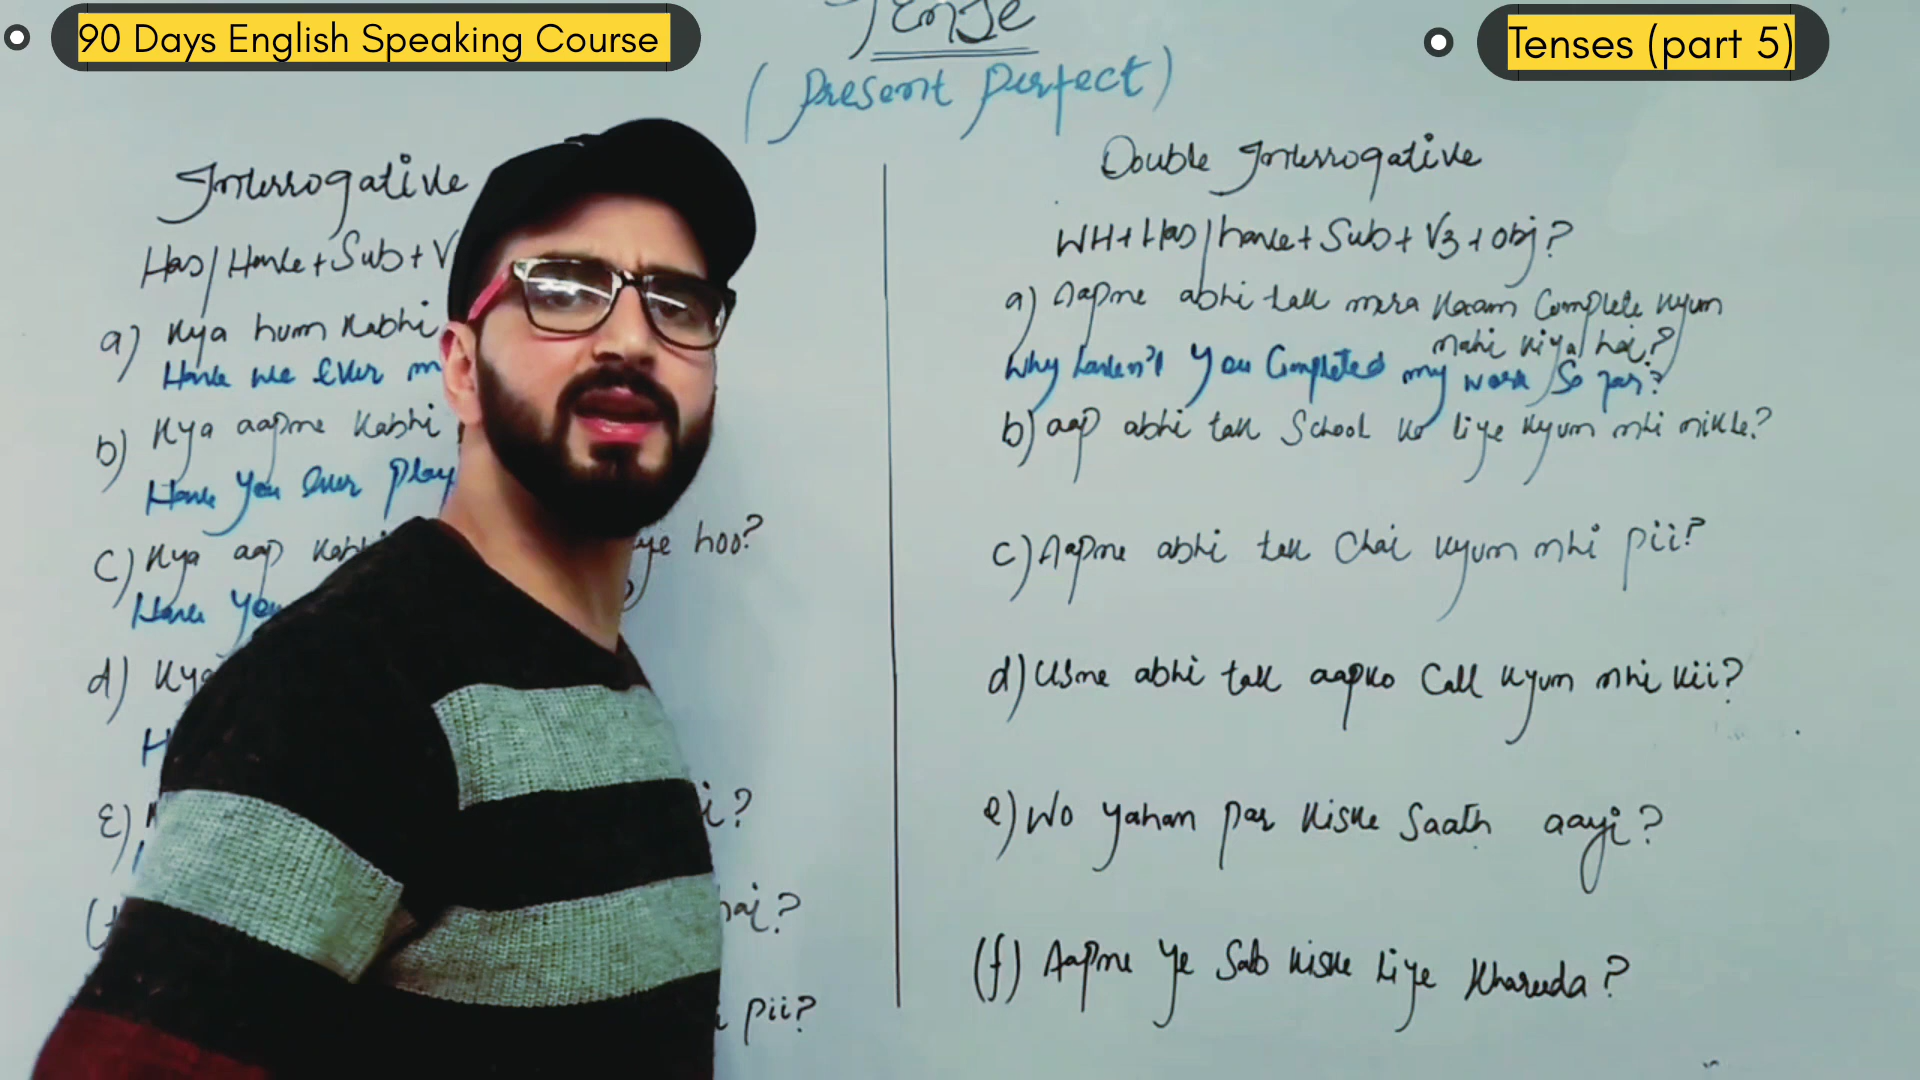 90 Days English Speaking Course
Tenses (part 5)
Tense
(Present Perfect)
Interrogative
Has/Have+Sub+V
a) Kya hum Kabhi
Have we Ever m
b) Kya aapne Kabhi
Have you Ever Play
c) Kya aap Kabhi
ye hoo?
Have you
d) Kya
H
E)
i?
hai?
pii?
Double Interrogative
WH+Has/have+Sub+V3+obj?
a) Aapne abhi tak mera Kaam Complete Kyun
nahi kiya hai?
Why haven't you Completed my work So far?
b) aap abhi tak School ke liye Kyun nhi nikle?
c) Aapne abhi tak Chai Kyun nhi pii?
d) Usne abhi tak aapko Call Kyun nhi kii?
e) Wo yahan par Kiske Saath aayi?
(f) Aapne ye Sab kiske liye Khareeda?